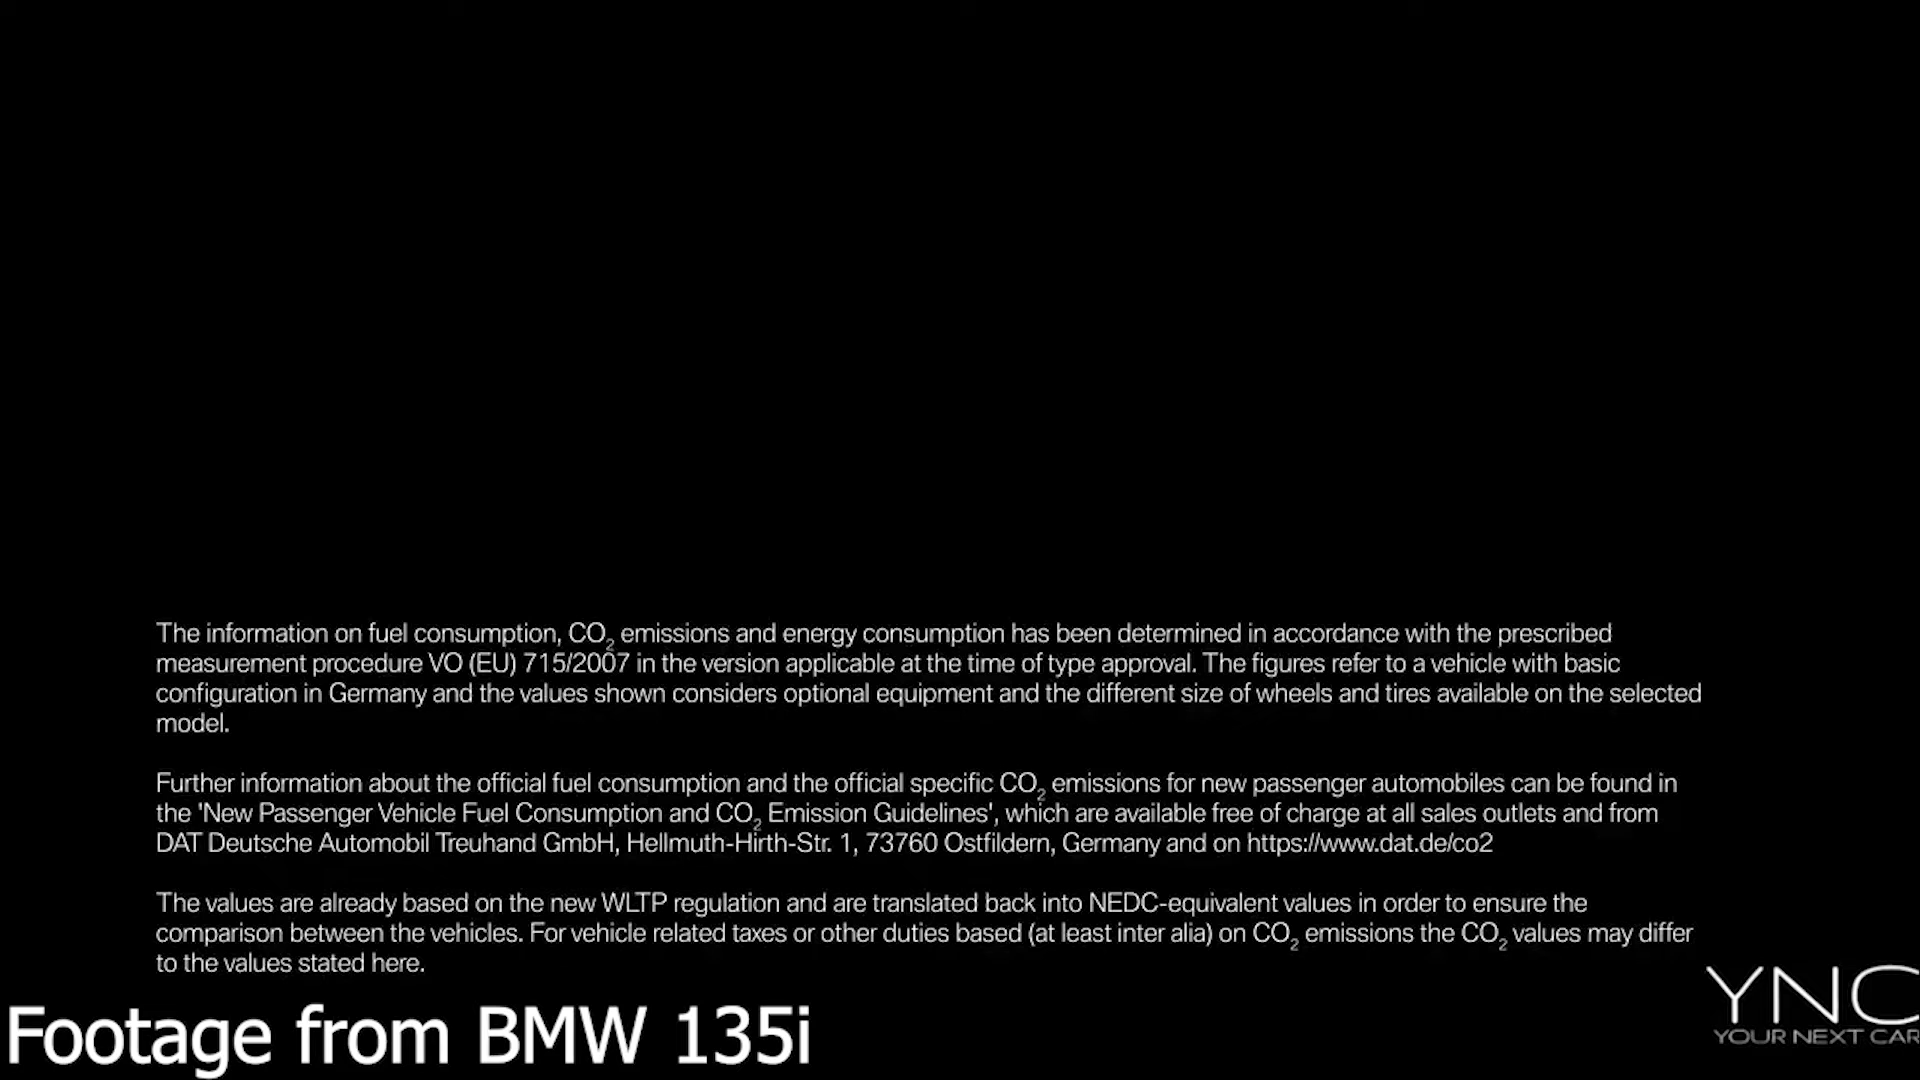 The information on fuel consumption, CO2 emissions and energy consumption has been determined in accordance with the prescribed
measurement procedure VO (EU) 715/2007 in the version applicable at the time of type approval. The figures refer to a vehicle with basic
configuration in Germany and the values shown considers optional equipment and the different size of wheels and tires available on the selected
model.
Further information about the official fuel consumption and the official specific CO2 emissions for new passenger automobiles can be found in
the 'New Passenger Vehicle Fuel Consumption and CO2 Emission Guidelines', which are available free of charge at all sales outlets and from
DAT Deutsche Automobil Treuhand GmbH, Hellmuth-Hirth-Str. 1, 73760 Ostfildern, Germany and on https://www.dat.de/co2
The values are already based on the new WLTP regulation and are translated back into NEDC-equivalent values in order to ensure the
comparison between the vehicles. For vehicle related taxes or other duties based (at least inter alia) on CO2 emissions the CO2 values may differ
to the values stated here.
Footage from BMW 135i
YNC
YOUR NEXT CAR